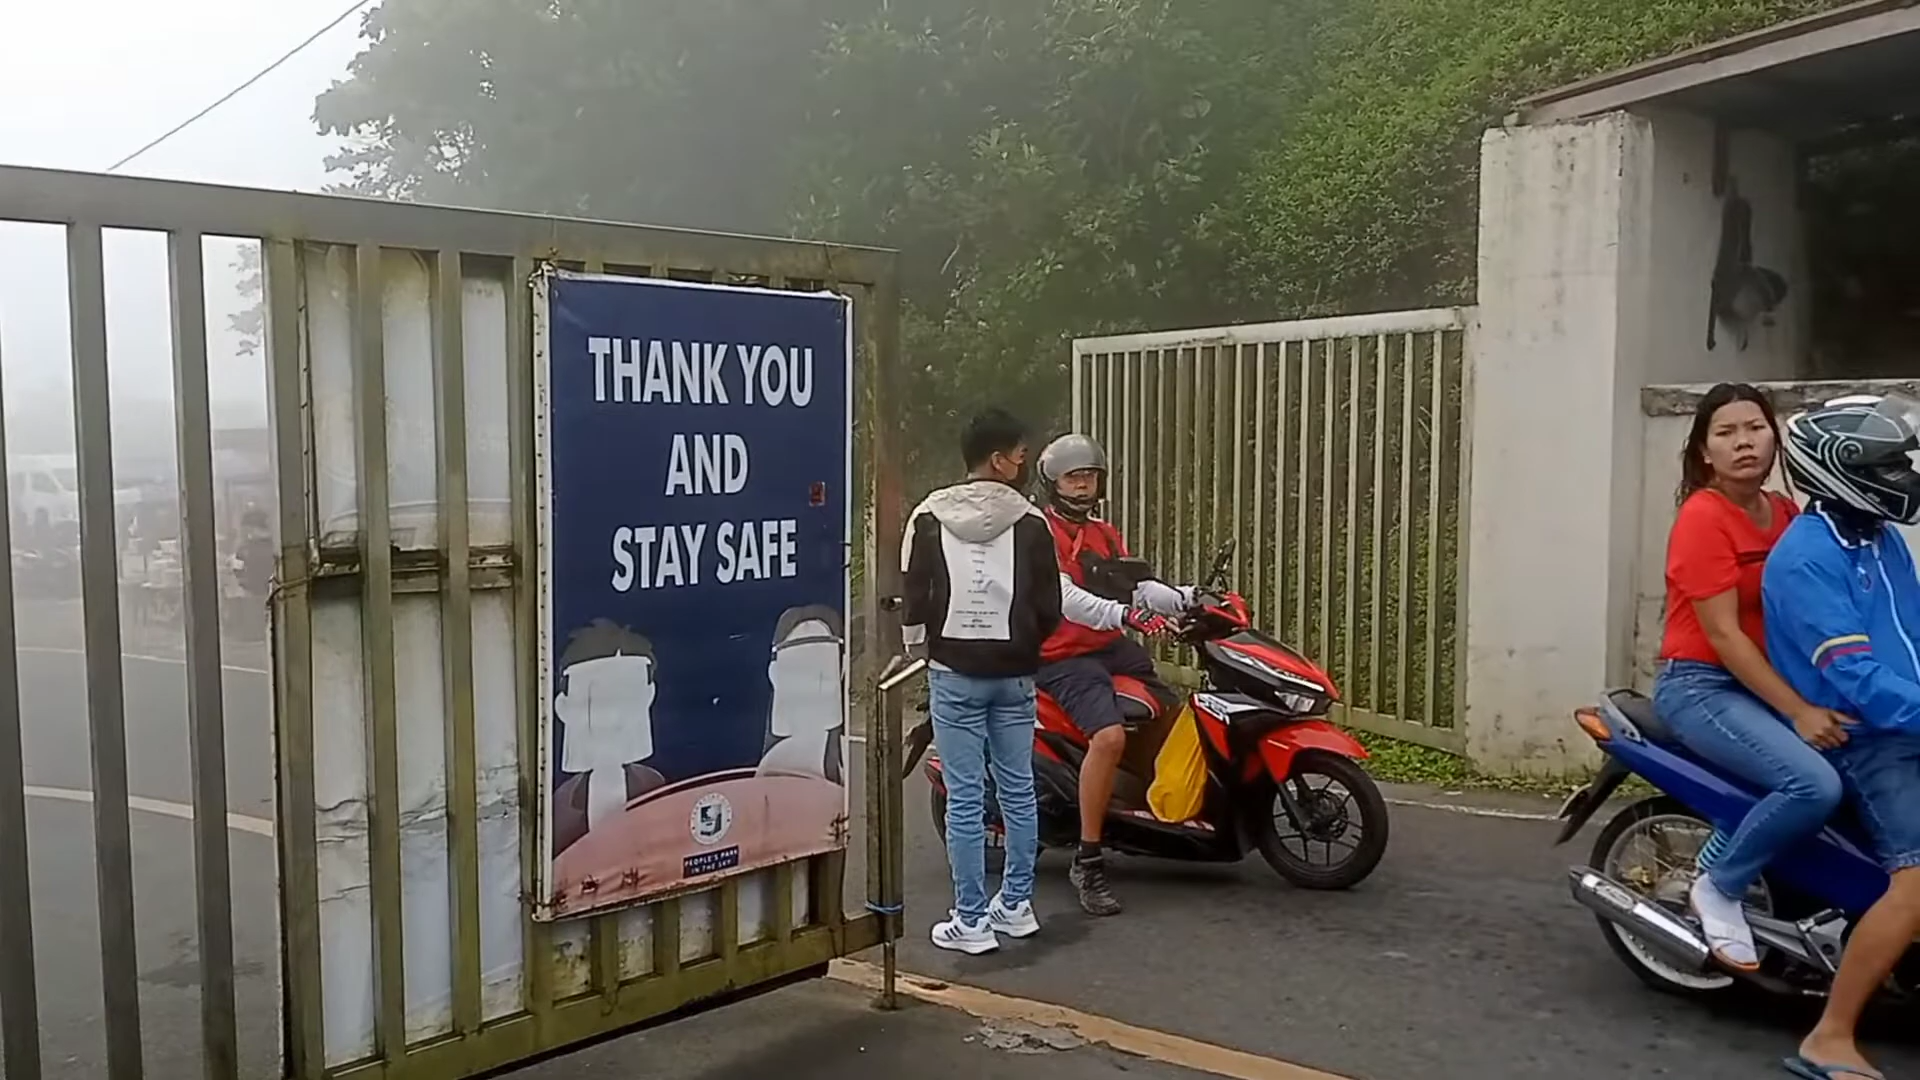 THANK YOU
AND
STAY SAFE
PEOPLE'S PARK
IN THE SKY